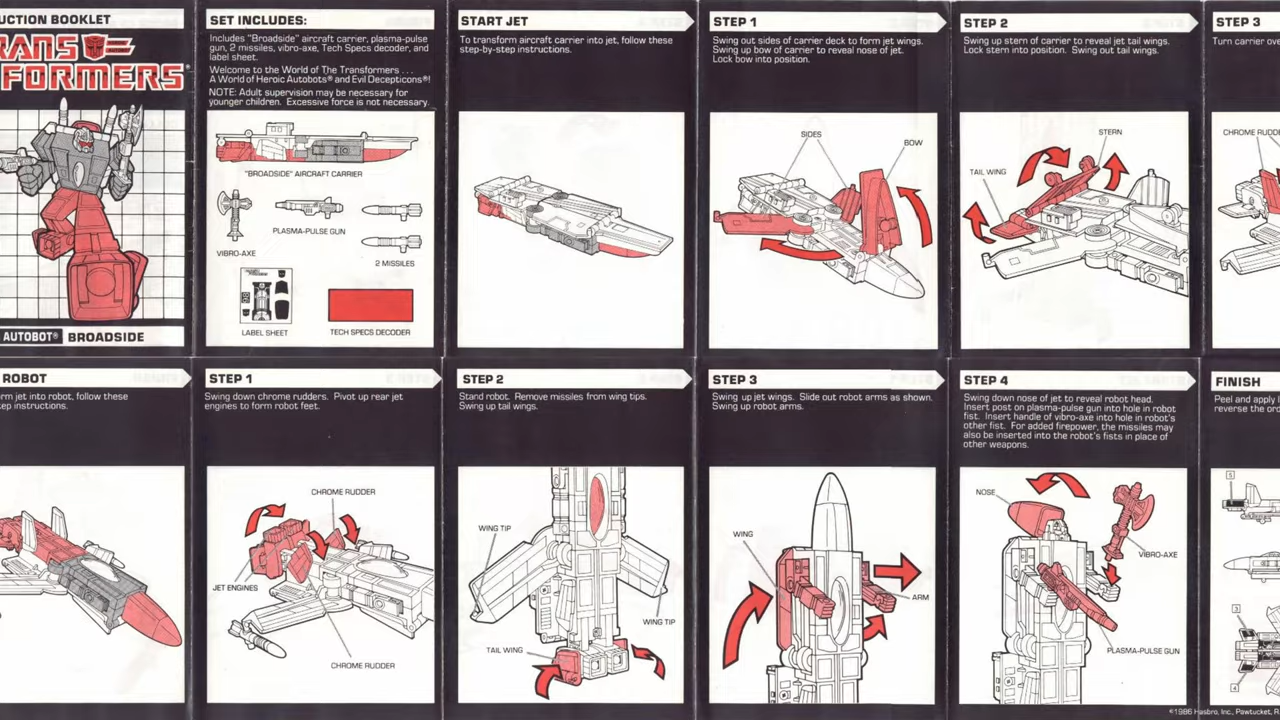 UCTION BOOKLET
RANS
FORMERS®
AUTOBOT® BROADSIDE
SET INCLUDES:
Includes "Broadside" aircraft carrier, plasma-pulse
gun, 2 missiles, vibro-axe, Tech Specs decoder, and
label sheet.
Welcome to the World of The Transformers . . .
A World of Heroic Autobots® and Evil Decepticons®!
NOTE: Adult supervision may be necessary for
younger children. Excessive force is not necessary.
"BROADSIDE" AIRCRAFT CARRIER
VIBRO-AXE
PLASMA-PULSE GUN
2 MISSILES
LABEL SHEET
TECH SPECS DECODER
START JET
To transform aircraft carrier into jet, follow these
step-by-step instructions.
STEP 1
Swing out sides of carrier deck to form jet wings.
Swing up bow of carrier to reveal nose of jet.
Lock bow into position.
SIDES
BOW
STEP 2
Swing up stern of carrier to reveal jet tail wings.
Lock stern into position. Swing out tail wings.
STERN
TAIL WING
STEP 3
Turn carrier ove
CHROME RUDDE
ROBOT
rm jet into robot, follow these
tep instructions.
STEP 1
Swing down chrome rudders. Pivot up rear jet
engines to form robot feet.
CHROME RUDDER
JET ENGINES
CHROME RUDDER
STEP 2
Stand robot. Remove missiles from wing tips.
Swing up tail wings.
WING TIP
WING TIP
TAIL WING
STEP 3
Swing up jet wings. Slide out robot arms as shown.
Swing up robot arms.
WING
ARM
STEP 4
Swing down nose of jet to reveal robot head.
Insert post on plasma-pulse gun into hole in robot
fist. Insert handle of vibro-axe into hole in robot's
other fist. For added firepower, the missiles may
also be inserted into the robot's fists in place of
other weapons.
NOSE
VIBRO-AXE
PLASMA-PULSE GUN
FINISH
Peel and apply l
reverse the ord
5
3
4
©1986 Hasbro, Inc., Pawtucket, R